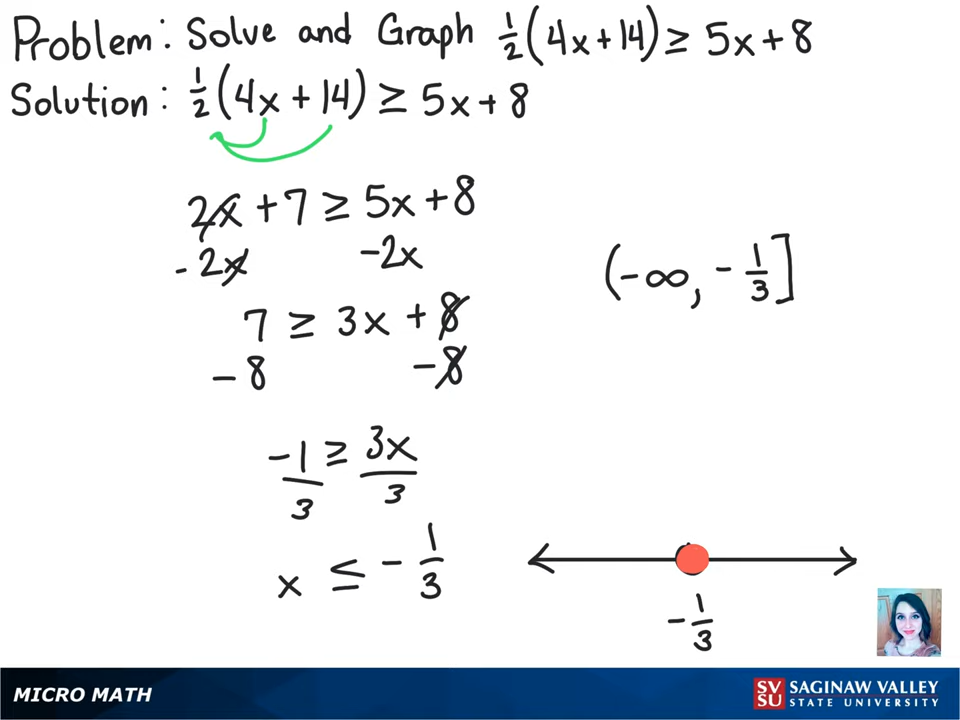 Problem: Solve and Graph 1/2(4x+14) ≥ 5x+8
Solution: 1/2(4x + 14) ≥ 5x+8
2x + 7 ≥ 5x + 8
- 2x -2x
(-∞, - 1/3]
7 ≥ 3x + 8
- 8 - 8
-1/3 ≥ 3x/3
x ≤ - 1/3
- 1/3
MICRO MATH
SV
SU
SAGINAW VALLEY
STATE UNIVERSITY